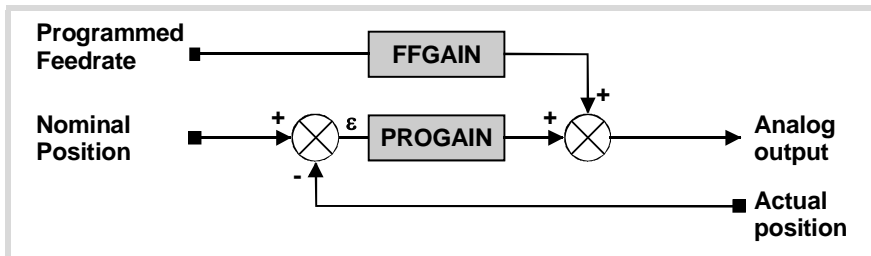 Programmed
Feedrate
FFGAIN
+
Nominal
Position
+
ε
PROGAIN
+
Analog
output
-
Actual
position